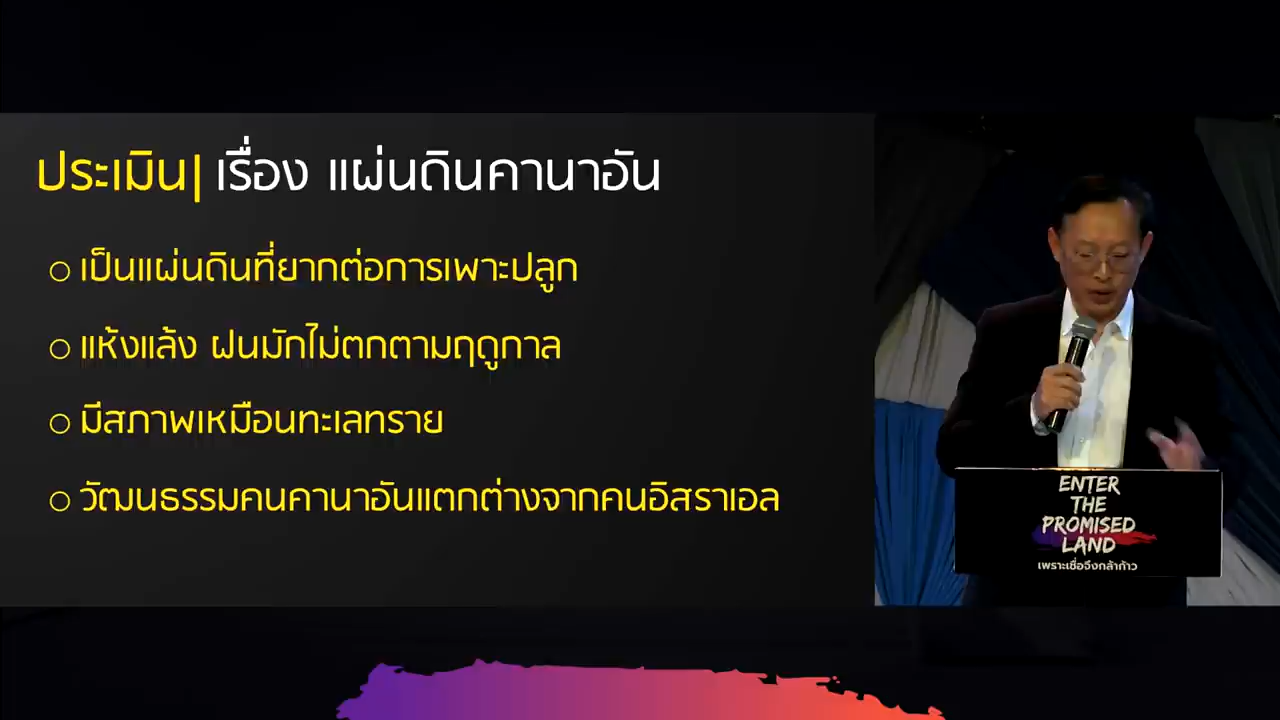 ประเมิน| เรื่อง แผ่นดินคานาอัน
เป็นแผ่นดินที่ยากต่อการเพาะปลูก
แห้งแล้ง ฝนมักไม่ตกตามฤดูกาล
มีสภาพเหมือนทะเลทราย
วัฒนธรรมคนคานาอันแตกต่างจากคนอิสราเอล
ENTER
THE
PROMISED
LAND
เพราะเชื่อจึงกล้าก้าว